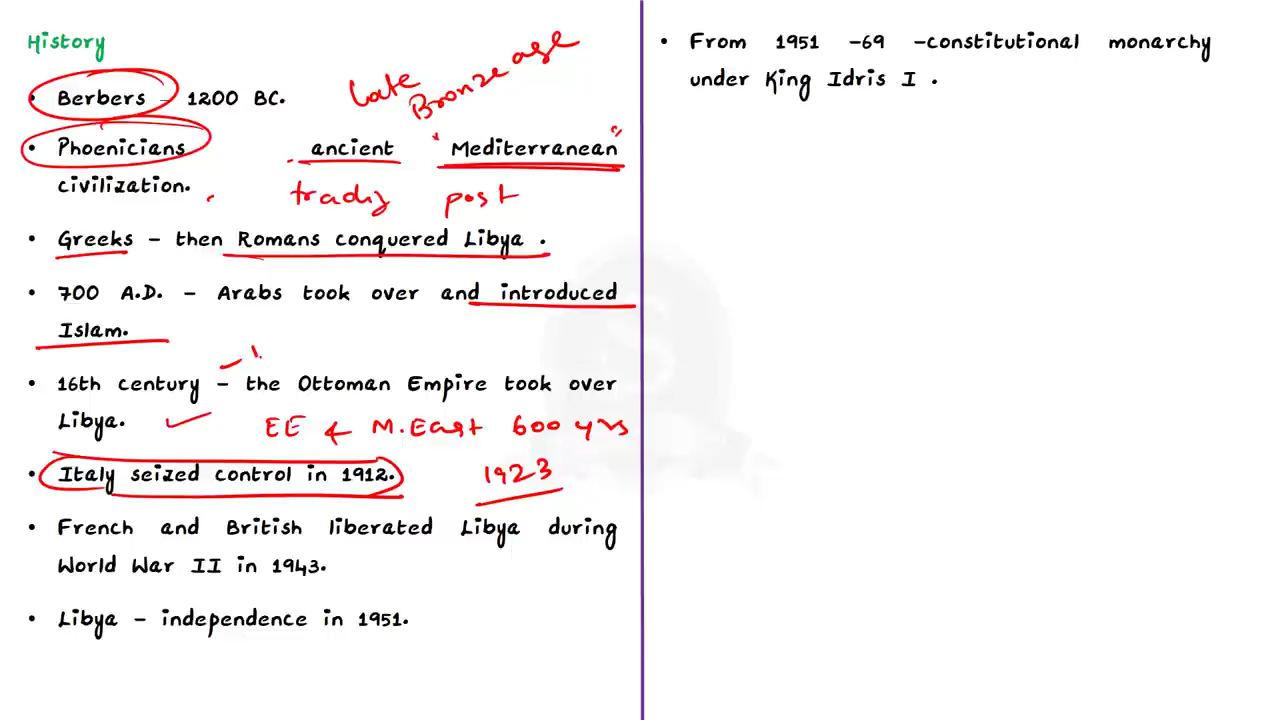 History
• Berbers - 1200 BC.
Late Bronze age
• Phoenicians ancient "Mediterranean"
civilization.
trading post
• Greeks - then Romans conquered Libya.
• 700 A.D. - Arabs took over and introduced
Islam.
• 16th century - the Ottoman Empire took over
Libya.
EE & M.East 600 yrs
• Italy seized control in 1912.
1923
• French and British liberated Libya during
World War II in 1943.
• Libya - independence in 1951.
• From 1951 -69 -constitutional monarchy
under King Idris I .